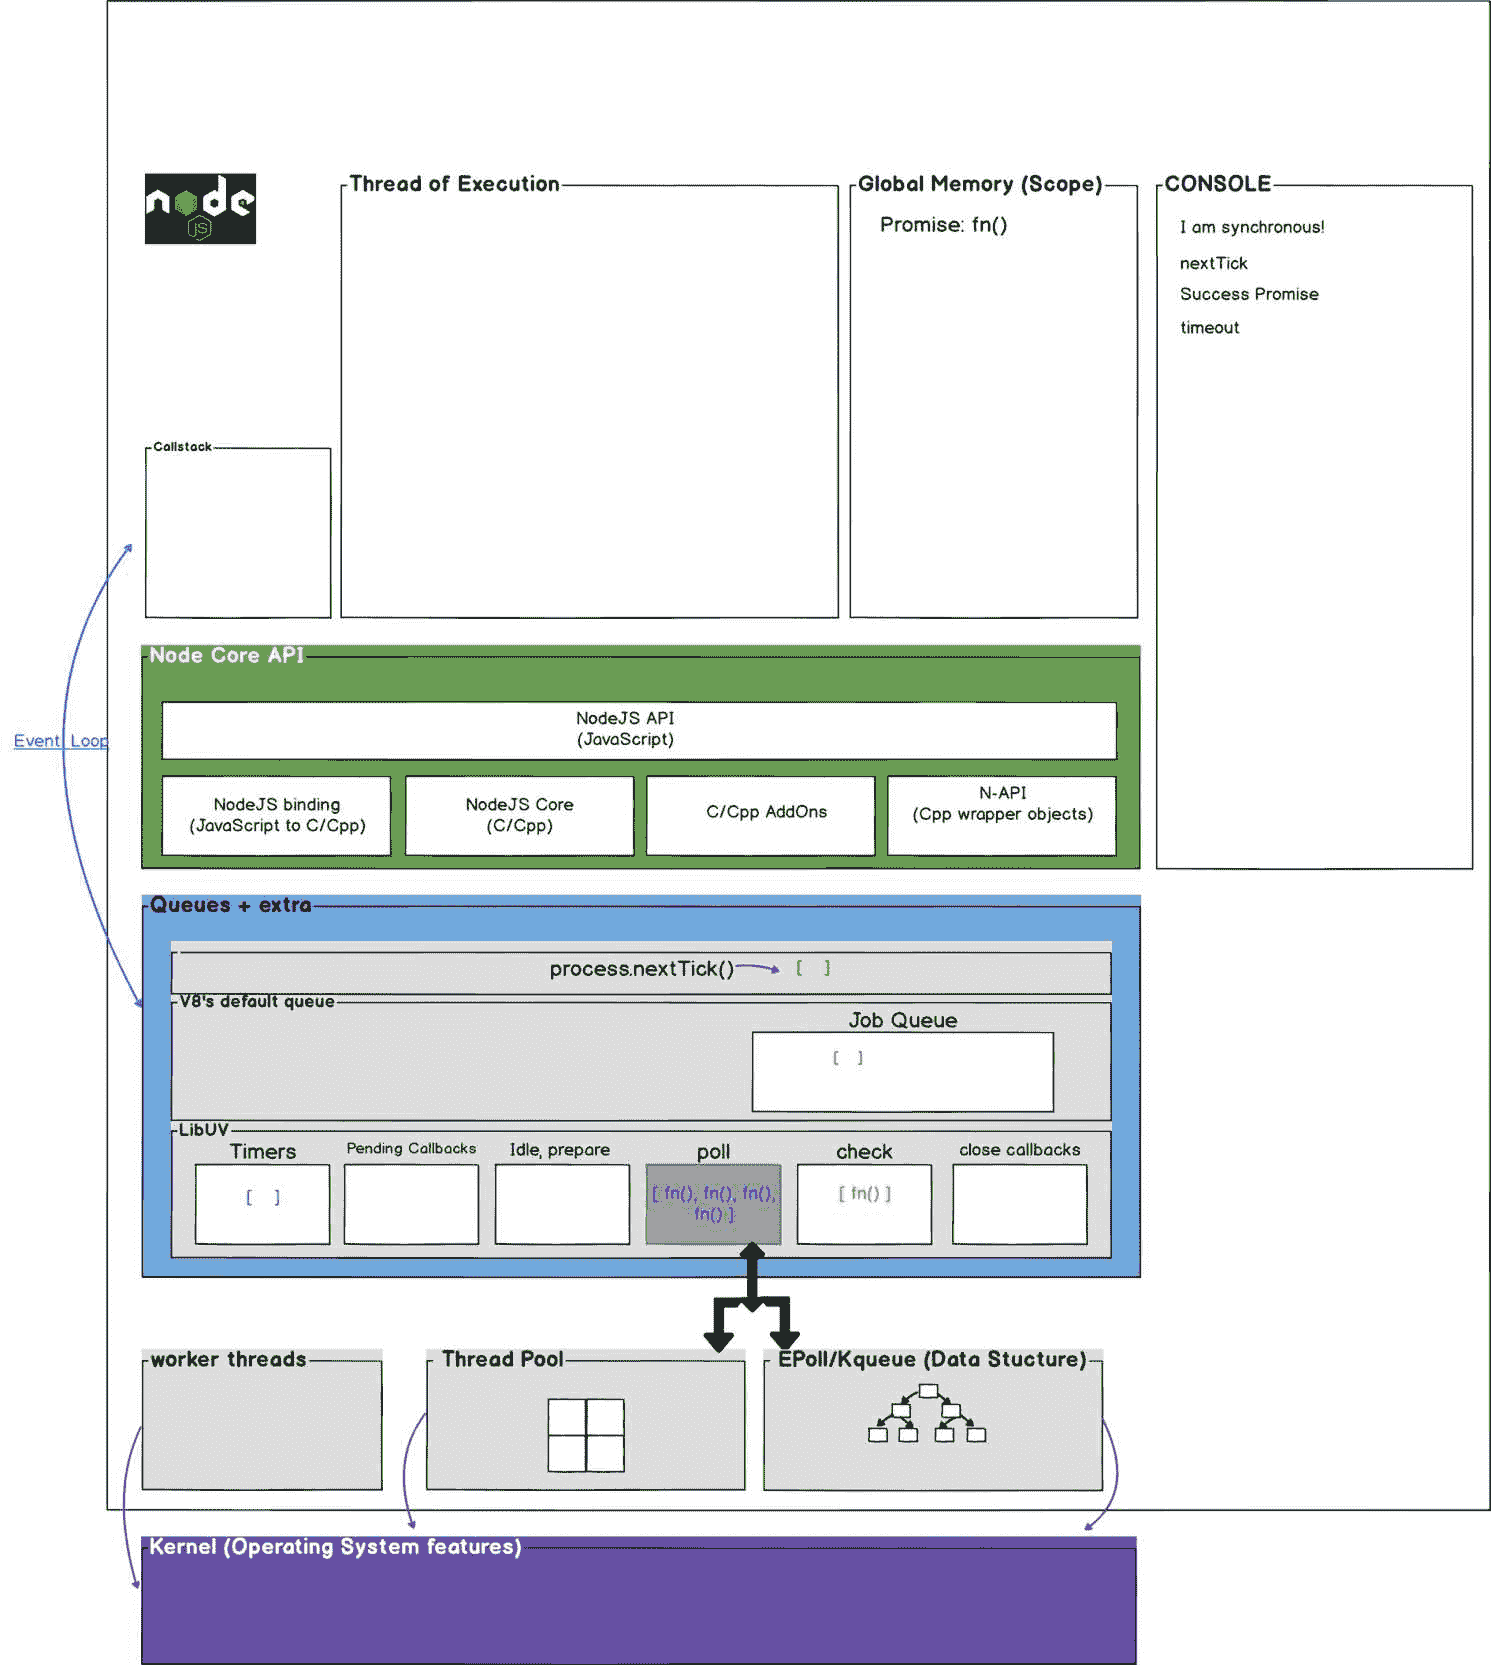 node
JS
Thread of Execution
Global Memory (Scope)
Promise: fn()
CONSOLE
I am synchronous!
nextTick
Success Promise
timeout
Callstack
Event Loop
Node Core API
NodeJS API
(JavaScript)
NodeJS binding
(JavaScript to C/Cpp)
NodeJS Core
(C/Cpp)
C/Cpp AddOns
N-API
(Cpp wrapper objects)
Queues + extra
process.nextTick()
[ ]
V8's default queue
Job Queue
[ ]
LibUV
Timers
[ ]
Pending Callbacks
Idle, prepare
poll
[ fn(), fn(), fn(),
fn() ]
check
[ fn() ]
close callbacks
worker threads
Thread Pool
EPoll/Kqueue (Data Stucture)
Kernel (Operating System features)